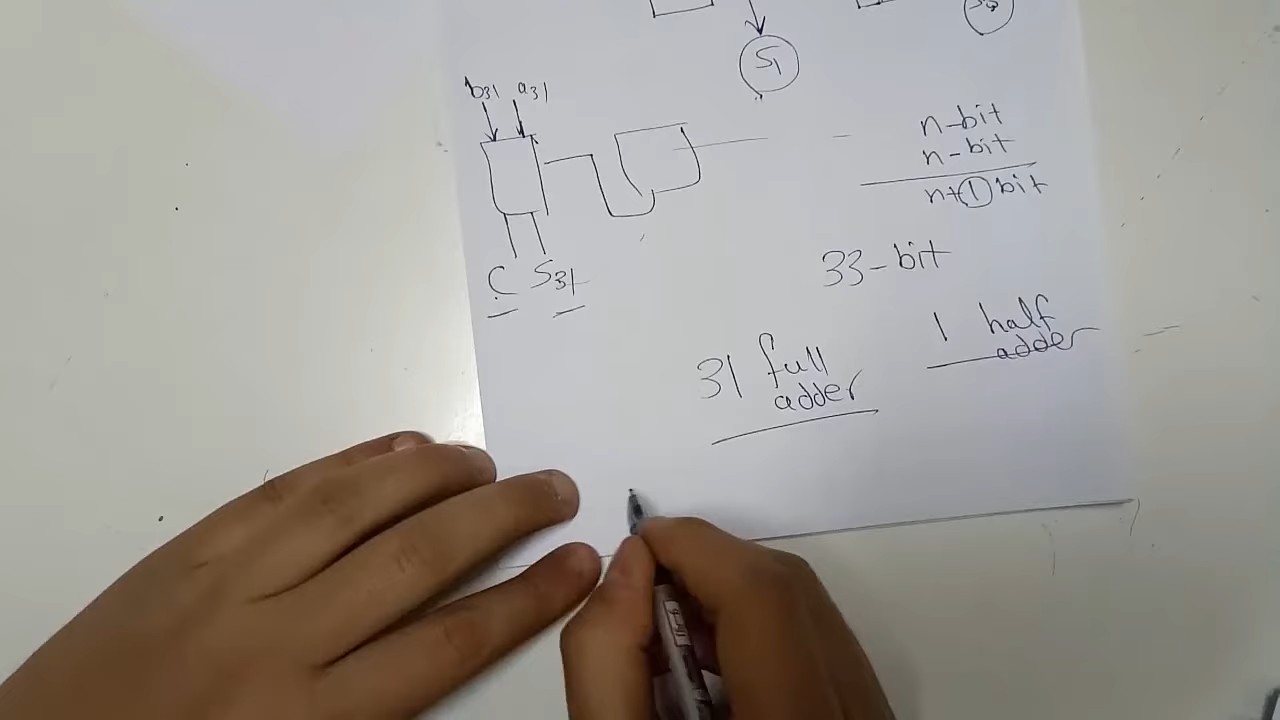 S1
b31 a31
n-bit
n-bit
n+1 bit
C S31
33-bit
1 half
adder
31 full
adder